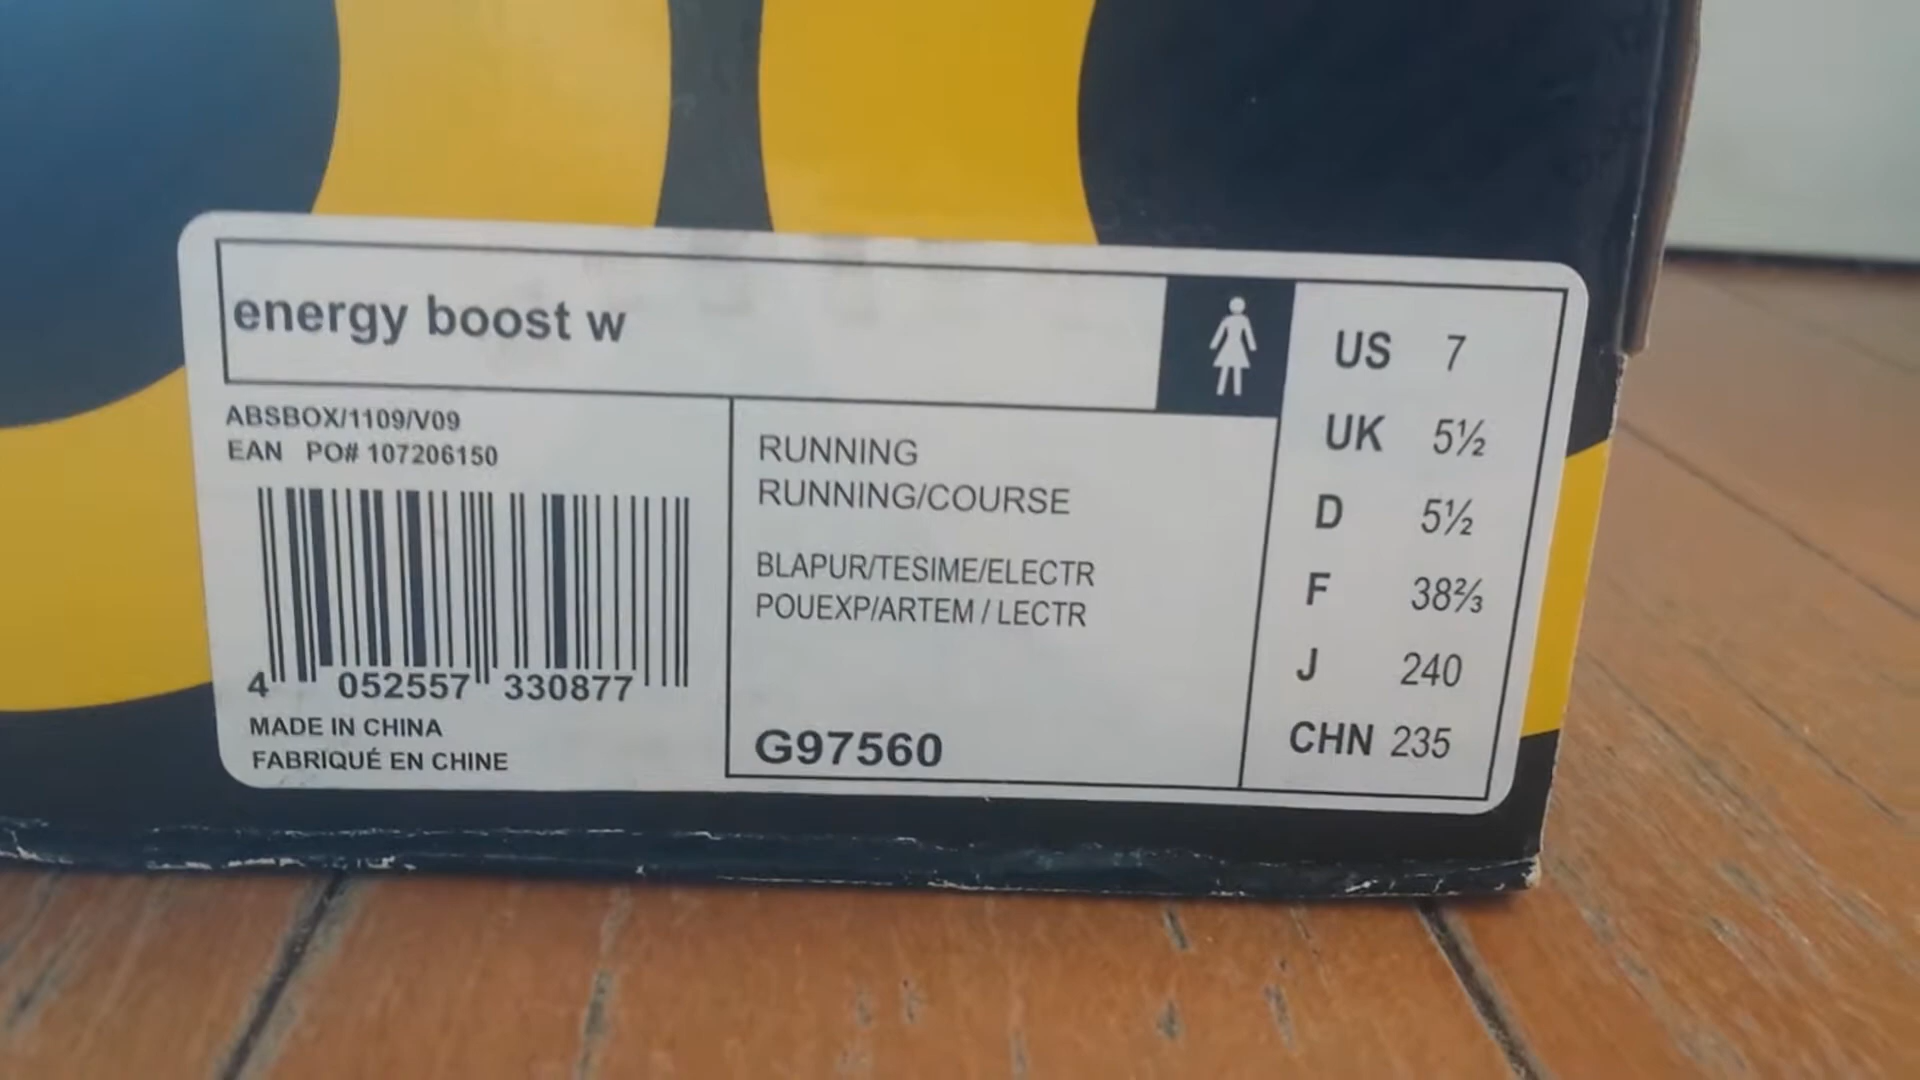 energy boost w
ABSBOX/1109/V09
EAN PO# 107206150
4 052557 330877
MADE IN CHINA
FABRIQUÉ EN CHINE
RUNNING
RUNNING/COURSE
BLAPUR/TESIME/ELECTR
POUEXP/ARTEM / LECTR
G97560
US 7
UK 5½
D 5½
F 38⅔
J 240
CHN 235